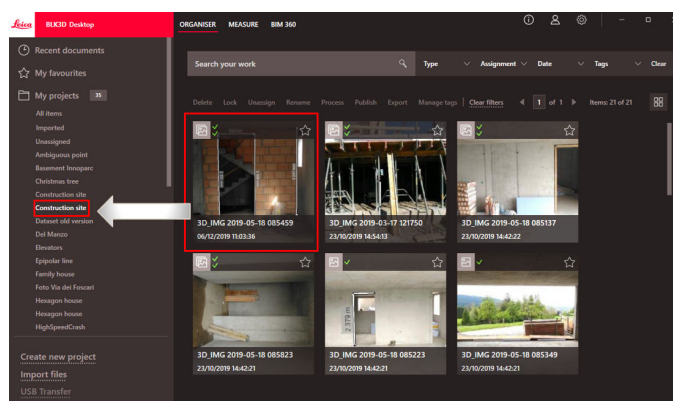 Leica BLK3D Desktop
ORGANISER MEASURE BIM 360
Recent documents
My favourites
My projects 35
All items
Imported
Unassigned
Ambiguous point
Basement Innoparc
Christmas tree
Construction site
Construction site
Dataset old version
Del Manzo
Elevators
Epipolar line
Family house
Foto Via dei Foscari
Hexagon house
Hexagon house
HighSpeedCrash
Create new project
Import files
USB Transfer
Search your work Type Assignment Date Tags Clear
Delete Lock Unassign Rename Process Publish Export Manage tags Clear filters 1 of 1 Items: 21 of 21
3D_IMG 2019-05-18 085459
06/12/2019 11:03:36
3D_IMG 2019-03-17 121750
23/10/2019 14:54:13
3D_IMG 2019-05-18 085137
23/10/2019 14:42:22
2.379 m
3D_IMG 2019-05-18 085823
23/10/2019 14:42:21
3D_IMG 2019-05-18 085223
23/10/2019 14:42:21
3D_IMG 2019-05-18 085349
23/10/2019 14:42:21